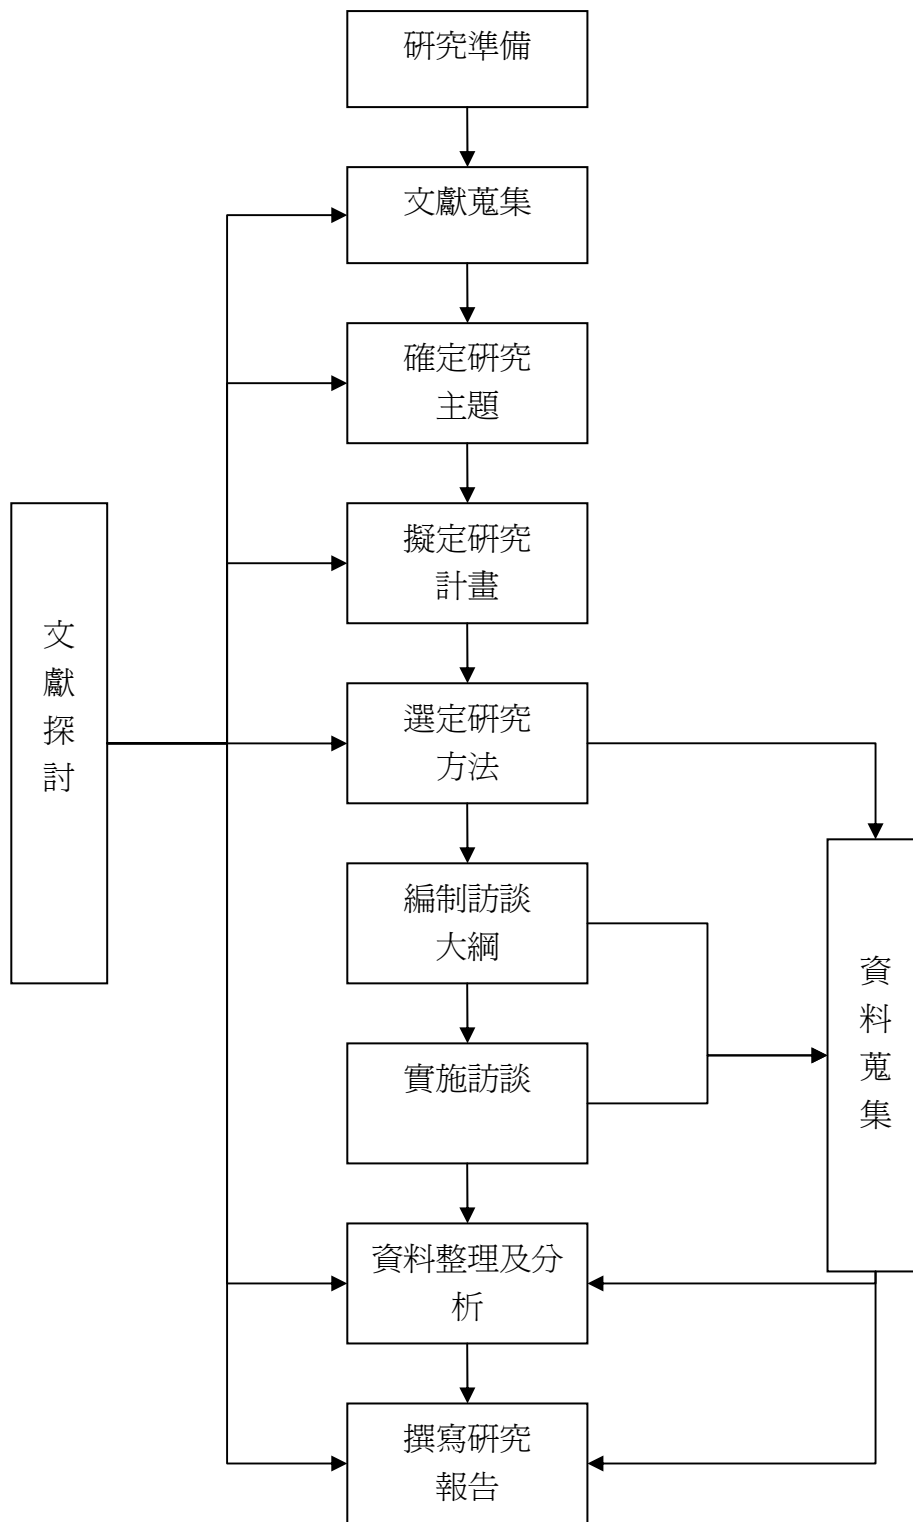 研究準備
文獻蒐集
確定研究
主題
擬定研究
計畫
文獻探討
選定研究
方法
編制訪談
大綱
資料蒐集
實施訪談
資料整理及分
析
撰寫研究
報告